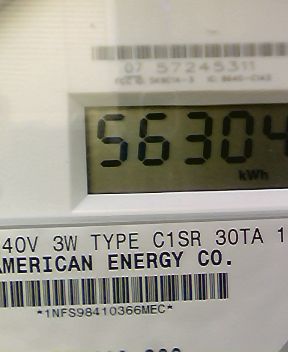 07 57245311
56304
kWh
40V 3W TYPE C1SR 30TA 1
AMERICAN ENERGY CO.
*1NFS98410366MEC*